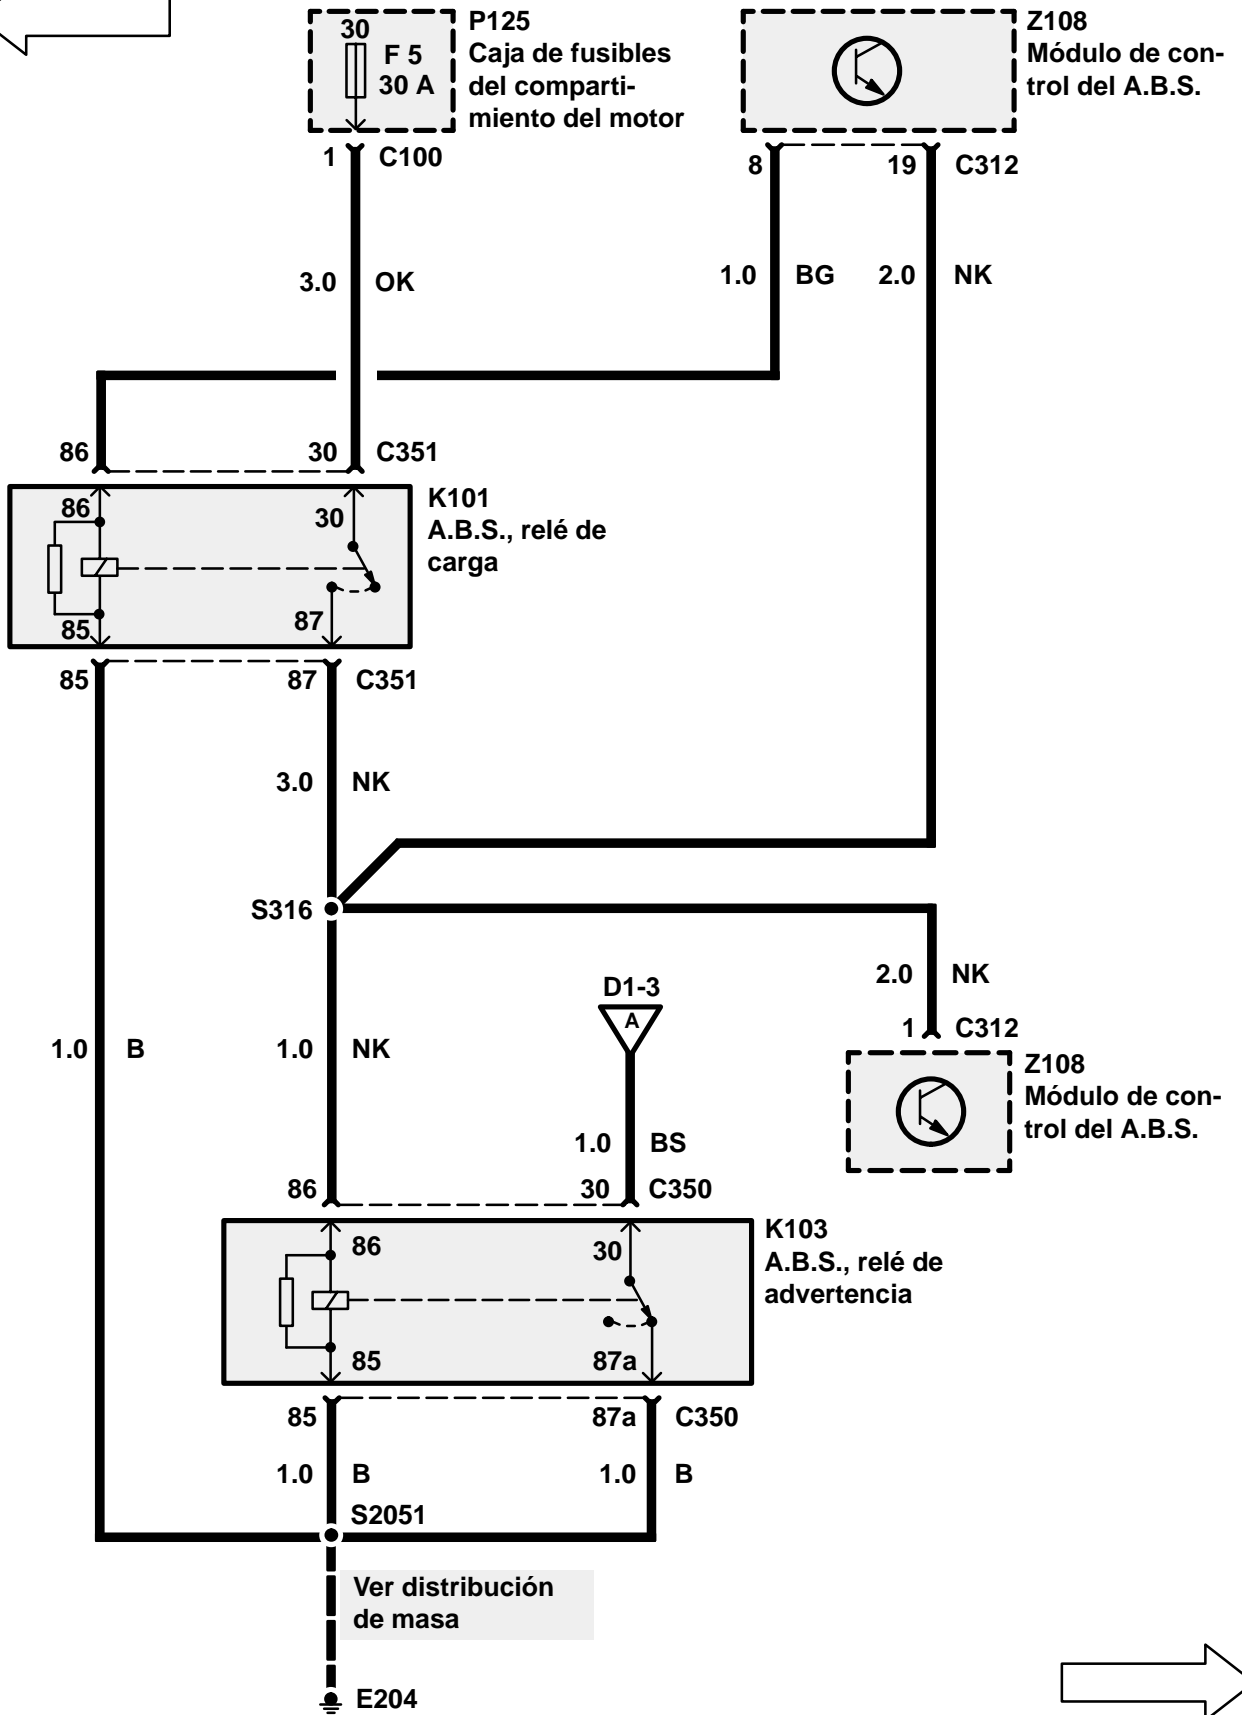 30
F 5
30 A
P125
Caja de fusibles
del comparti-
miento del motor
Z108
Módulo de con-
trol del A.B.S.
1 C100
8 19 C312
3.0 OK
1.0 BG
2.0 NK
86 30 C351
86
30
K101
A.B.S., relé de
carga
85
87
85 87 C351
3.0 NK
S316
2.0 NK
D1-3
A
1 C312
1.0 B
1.0 NK
Z108
Módulo de con-
trol del A.B.S.
1.0 BS
86 30 C350
86
30
K103
A.B.S., relé de
advertencia
85
87a
85 87a C350
1.0 B
1.0 B
S2051
Ver distribución
de masa
E204